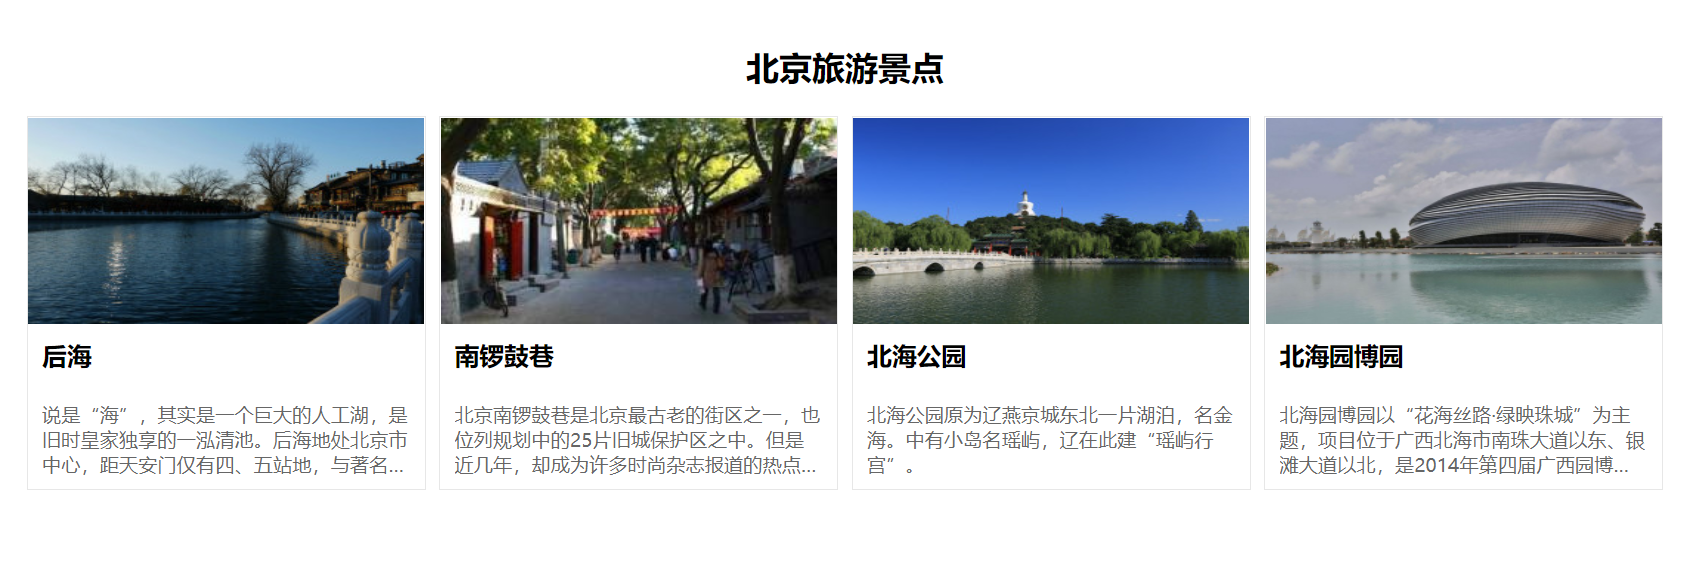 北京旅游景点
后海
说是“海”，其实是一个巨大的人工湖，是
旧时皇家独享的一泓清池。后海地处北京市
中心，距天安门仅有四、五站地，与著名...
南锣鼓巷
北京南锣鼓巷是北京最古老的街区之一，也
位列规划中的25片旧城保护区之中。但是
近几年，却成为许多时尚杂志报道的热点...
北海公园
北海公园原为辽燕京城东北一片湖泊，名金
海。中有小岛名瑶屿，辽在此建“瑶屿行
宫”。
北海园博园
北海园博园以“花海丝路·绿映珠城”为主
题，项目位于广西北海市南珠大道以东、银
滩大道以北，是2014年第四届广西园博...